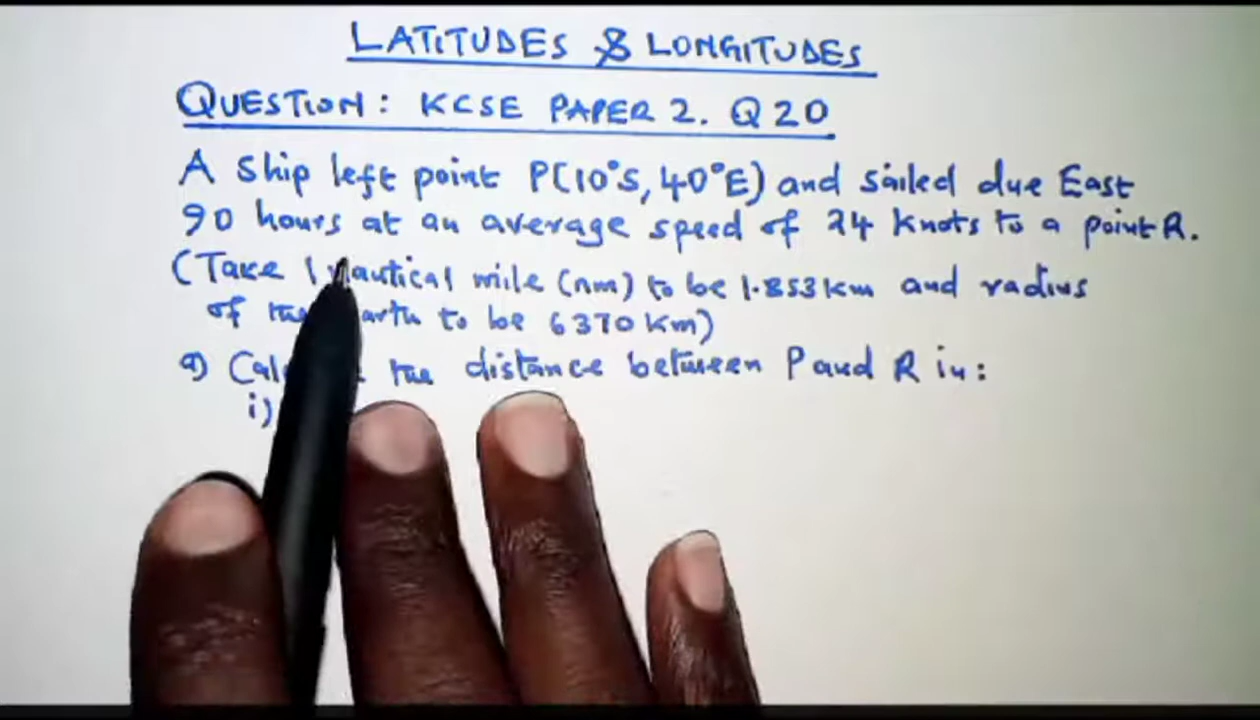 LATITUDES & LONGITUDES
QUESTION: KCSE PAPER 2. Q20
A Ship left point P(10°S, 40°E) and sailed due East
90 hours at an average speed of 24 Knots to a point R.
(Take 1 nautical mile (nm) to be 1.853km and radius
of the to be 6370 km)
a) the distance between P and R in:
i)